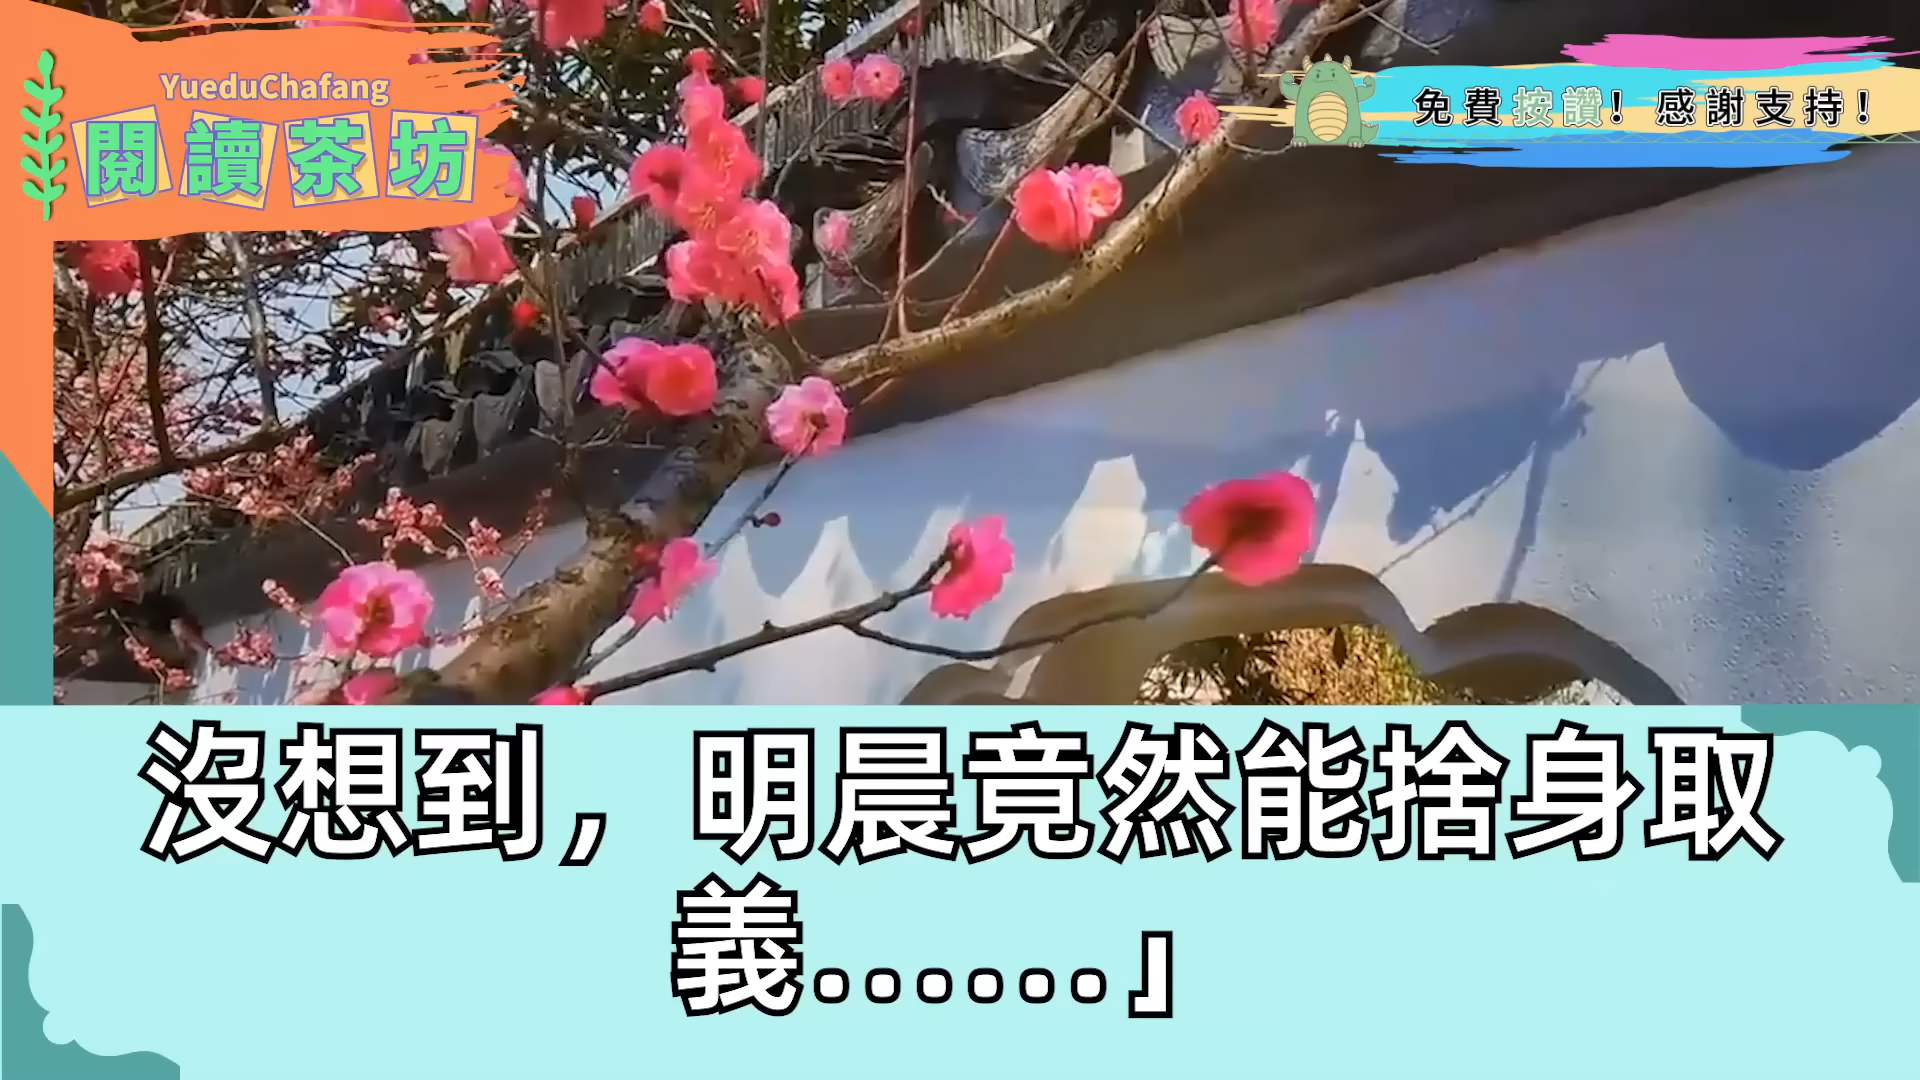 YueduChafang
閱讀茶坊
免費按讚！感謝支持！
沒想到，明晨竟然能捨身取
義......」